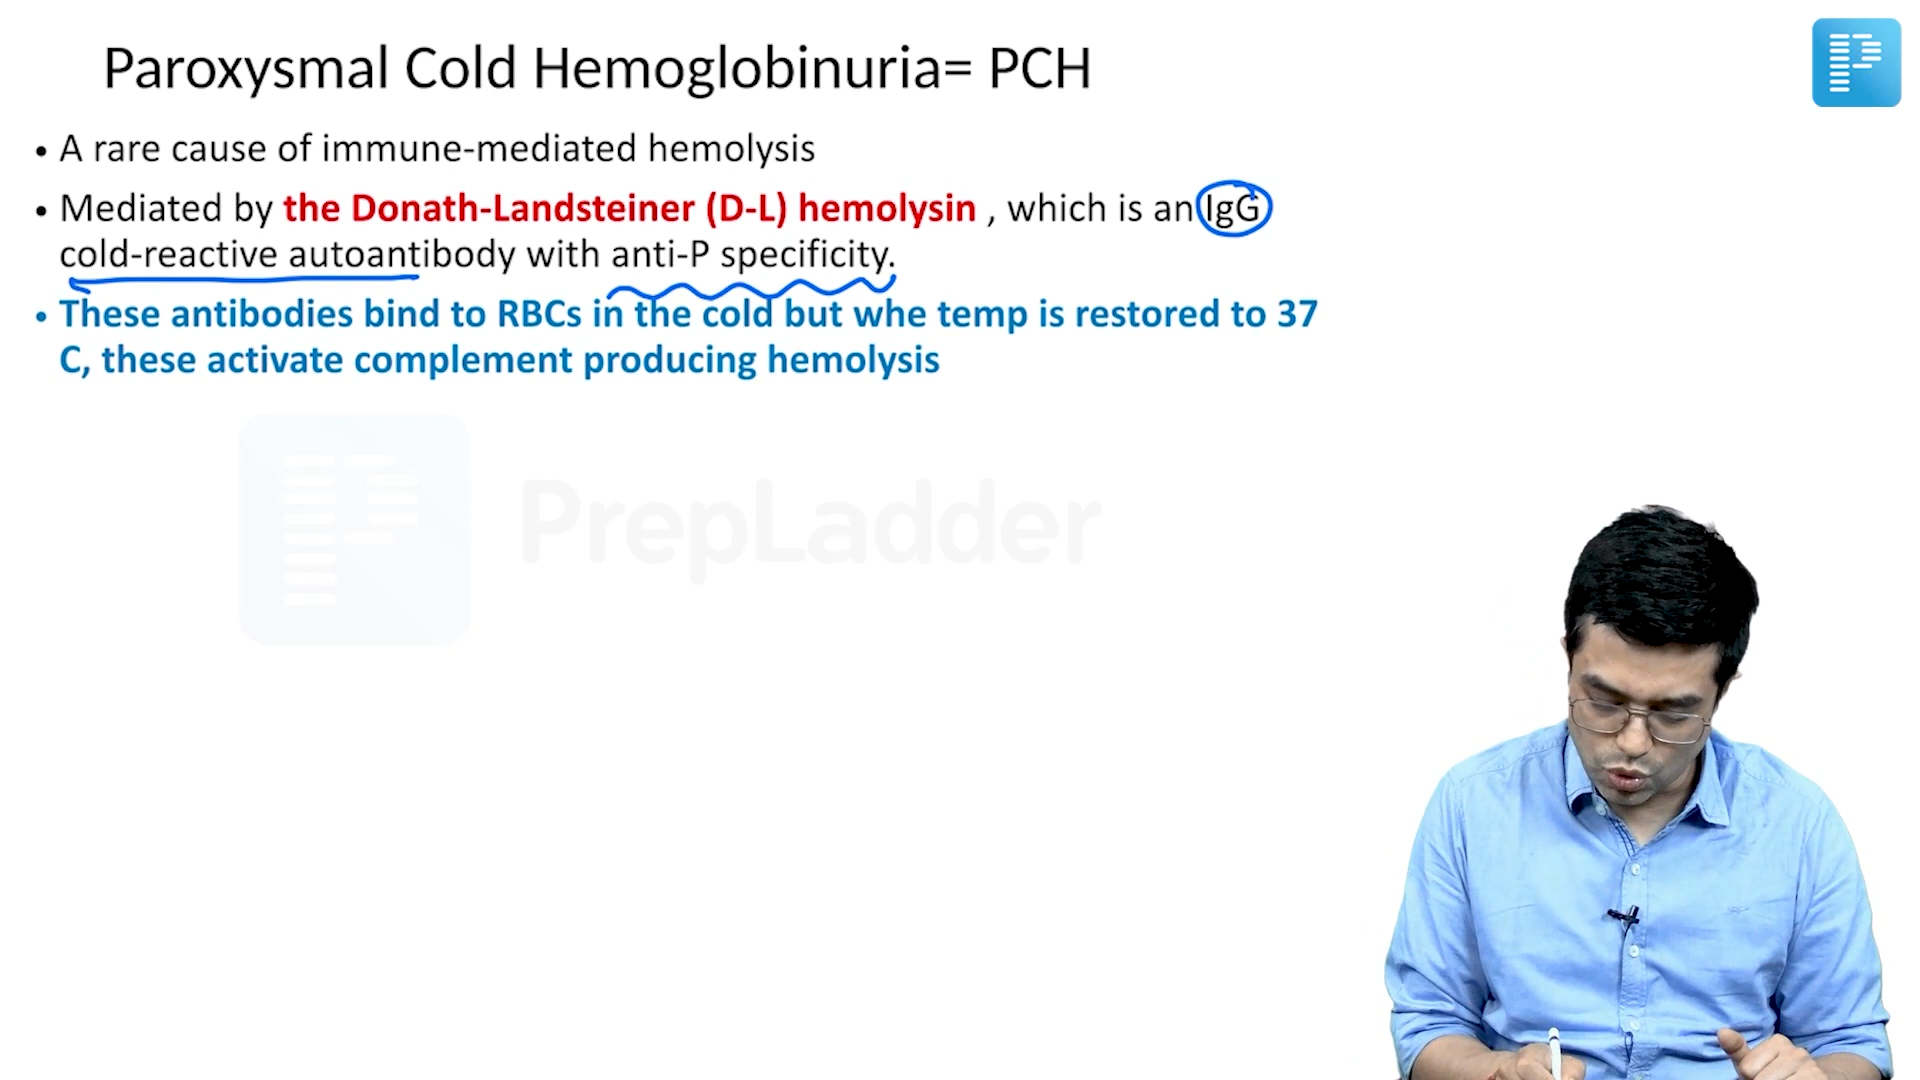 Paroxysmal Cold Hemoglobinuria= PCH
• A rare cause of immune-mediated hemolysis
• Mediated by the Donath-Landsteiner (D-L) hemolysin , which is an IgG
cold-reactive autoantibody with anti-P specificity.
• These antibodies bind to RBCs in the cold but whe temp is restored to 37
C, these activate complement producing hemolysis
PrepLadder